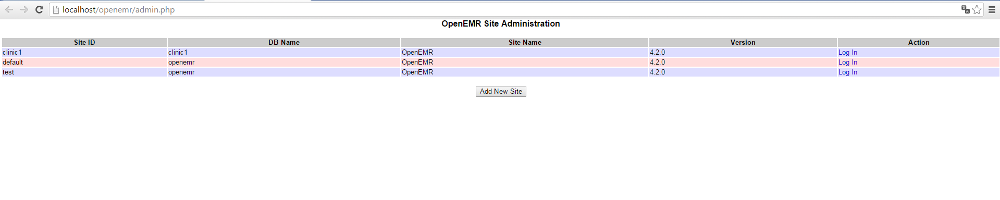 localhost/openemr/admin.php
OpenEMR Site Administration
Site ID DB Name Site Name Version Action
clinic1 clinic1 OpenEMR 4.2.0 Log In
default openemr OpenEMR 4.2.0 Log In
test openemr OpenEMR 4.2.0 Log In
Add New Site